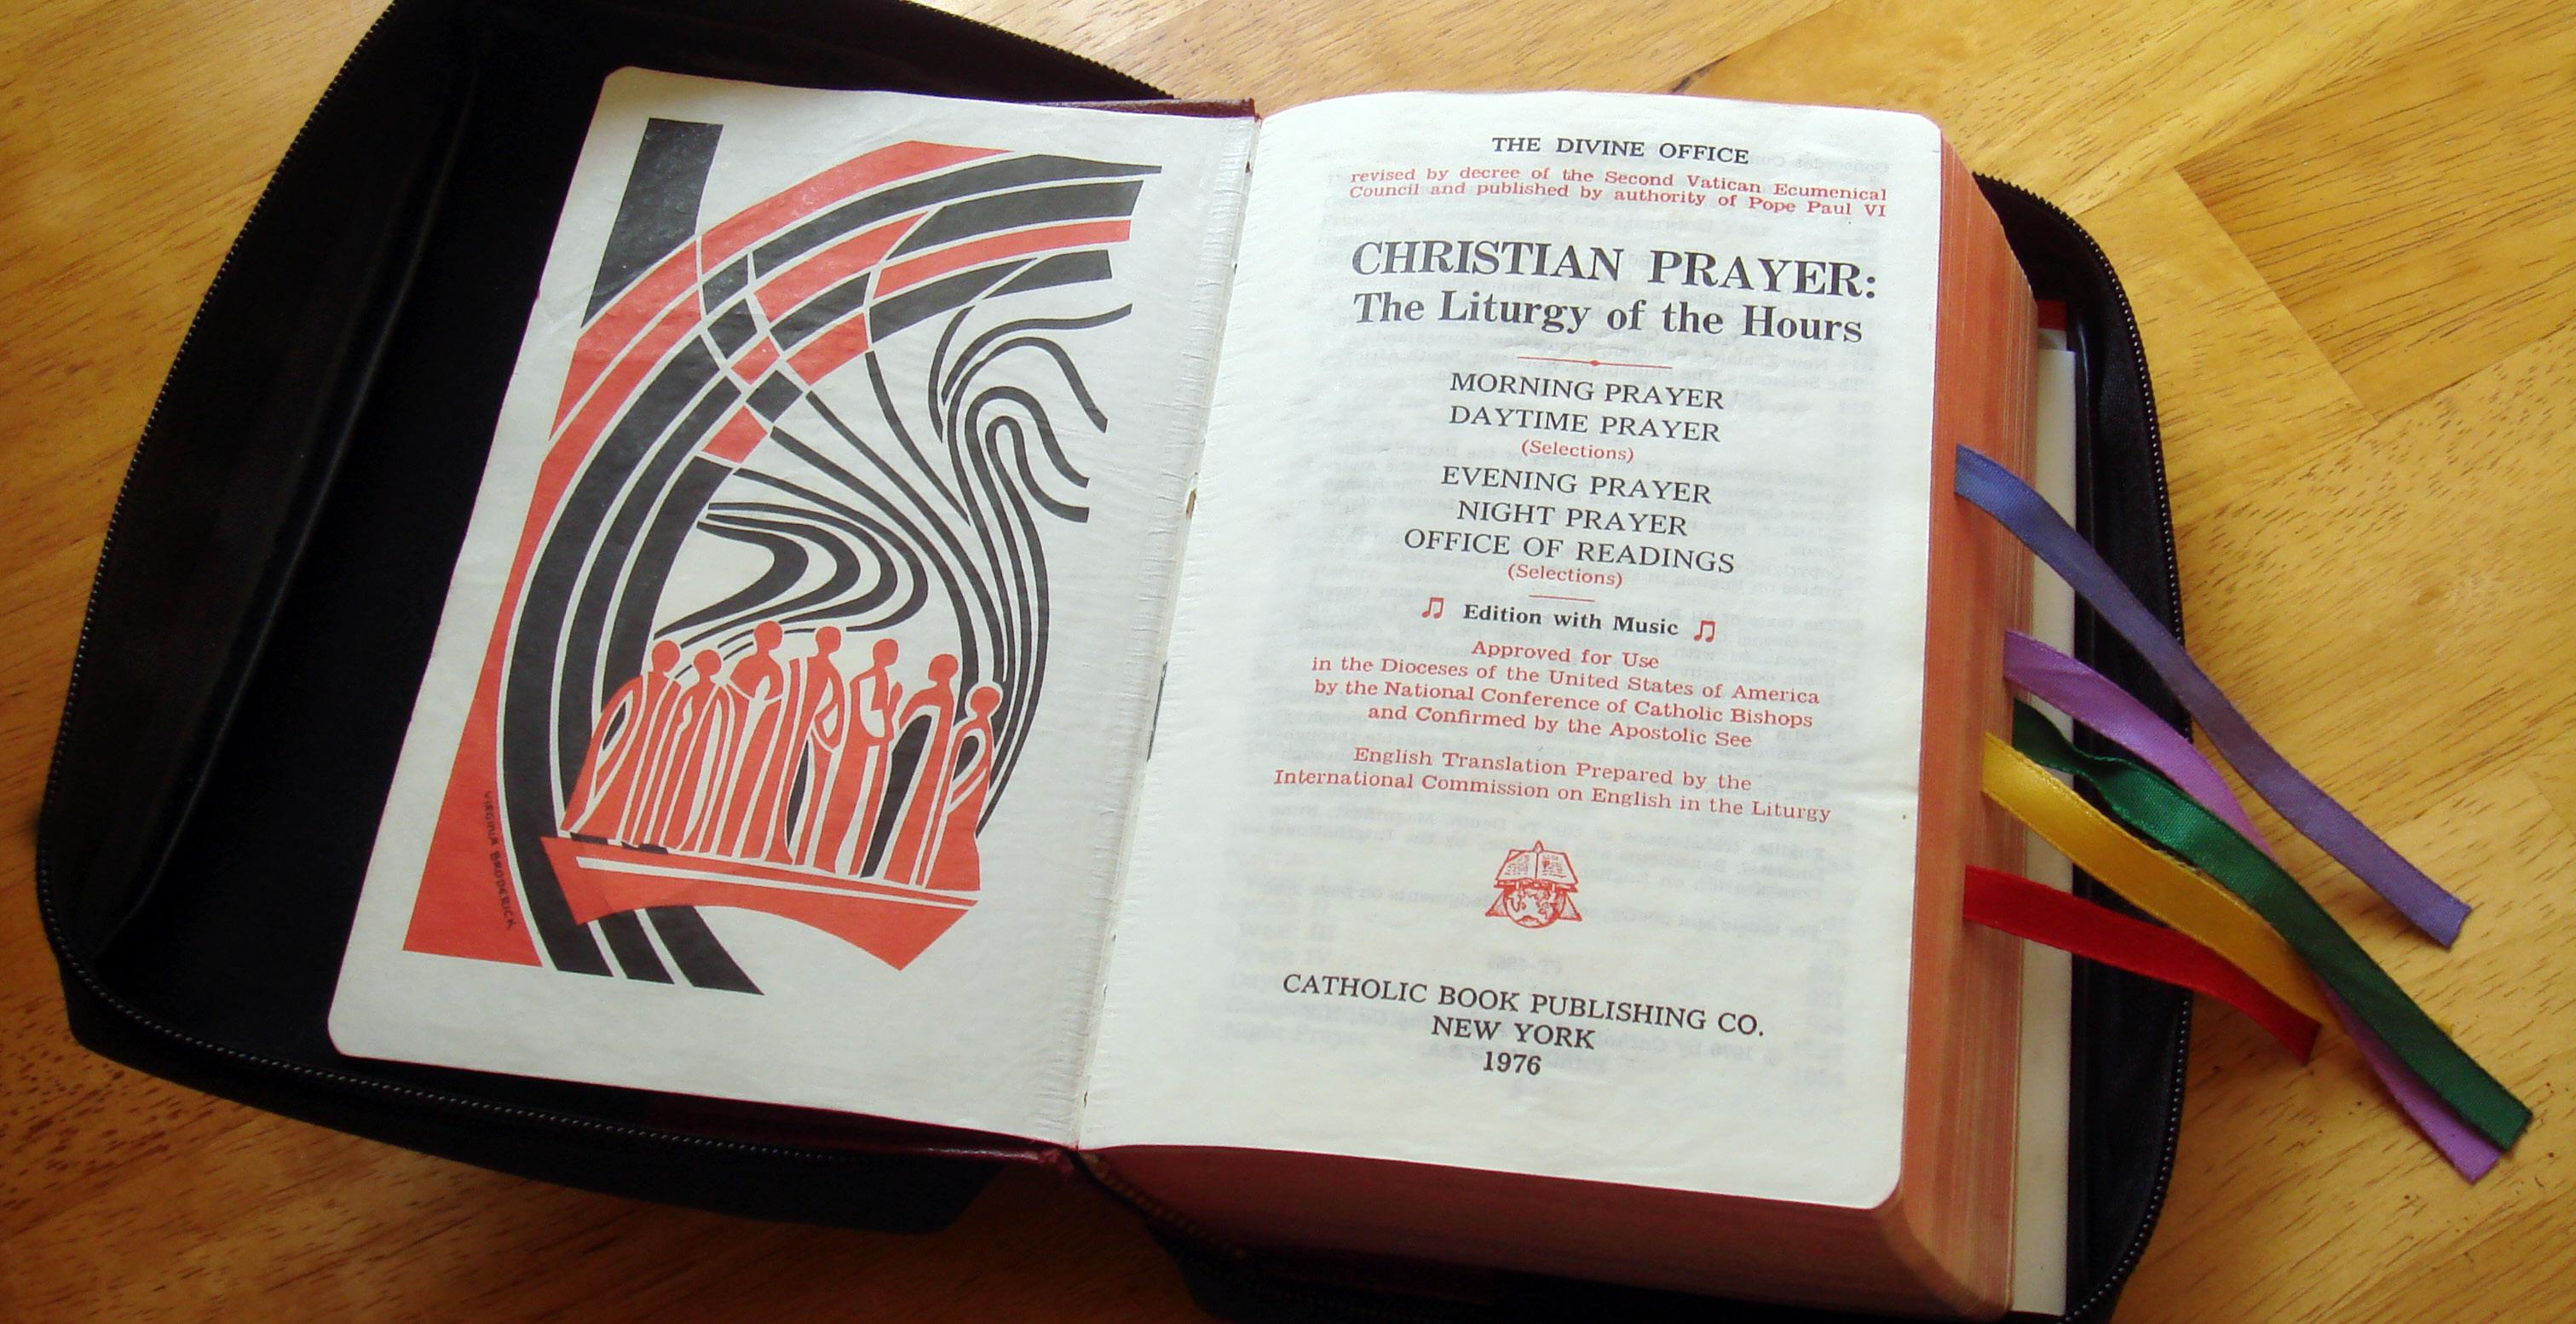 VIRGINIA BRODERICK
THE DIVINE OFFICE
revised by decree of the Second Vatican Ecumenical
Council and published by authority of Pope Paul VI
CHRISTIAN PRAYER:
The Liturgy of the Hours
MORNING PRAYER
DAYTIME PRAYER
(Selections)
EVENING PRAYER
NIGHT PRAYER
OFFICE OF READINGS
(Selections)
♫ Edition with Music ♫
Approved for Use
in the Dioceses of the United States of America
by the National Conference of Catholic Bishops
and Confirmed by the Apostolic See
English Translation Prepared by the
International Commission on English in the Liturgy
CATHOLIC BOOK PUBLISHING CO.
NEW YORK
1976